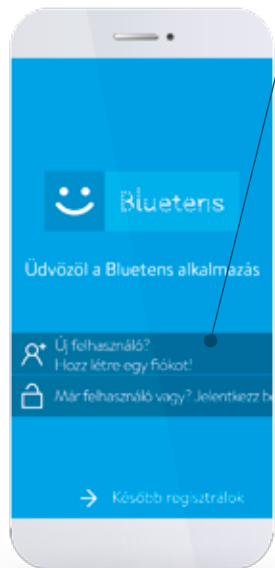 Bluetens
Üdvözöl a Bluetens alkalmazás
Új felhasználó?
Hozz létre egy fiókot!
Már felhasználó vagy? Jelentkezz be
Később regisztrálok